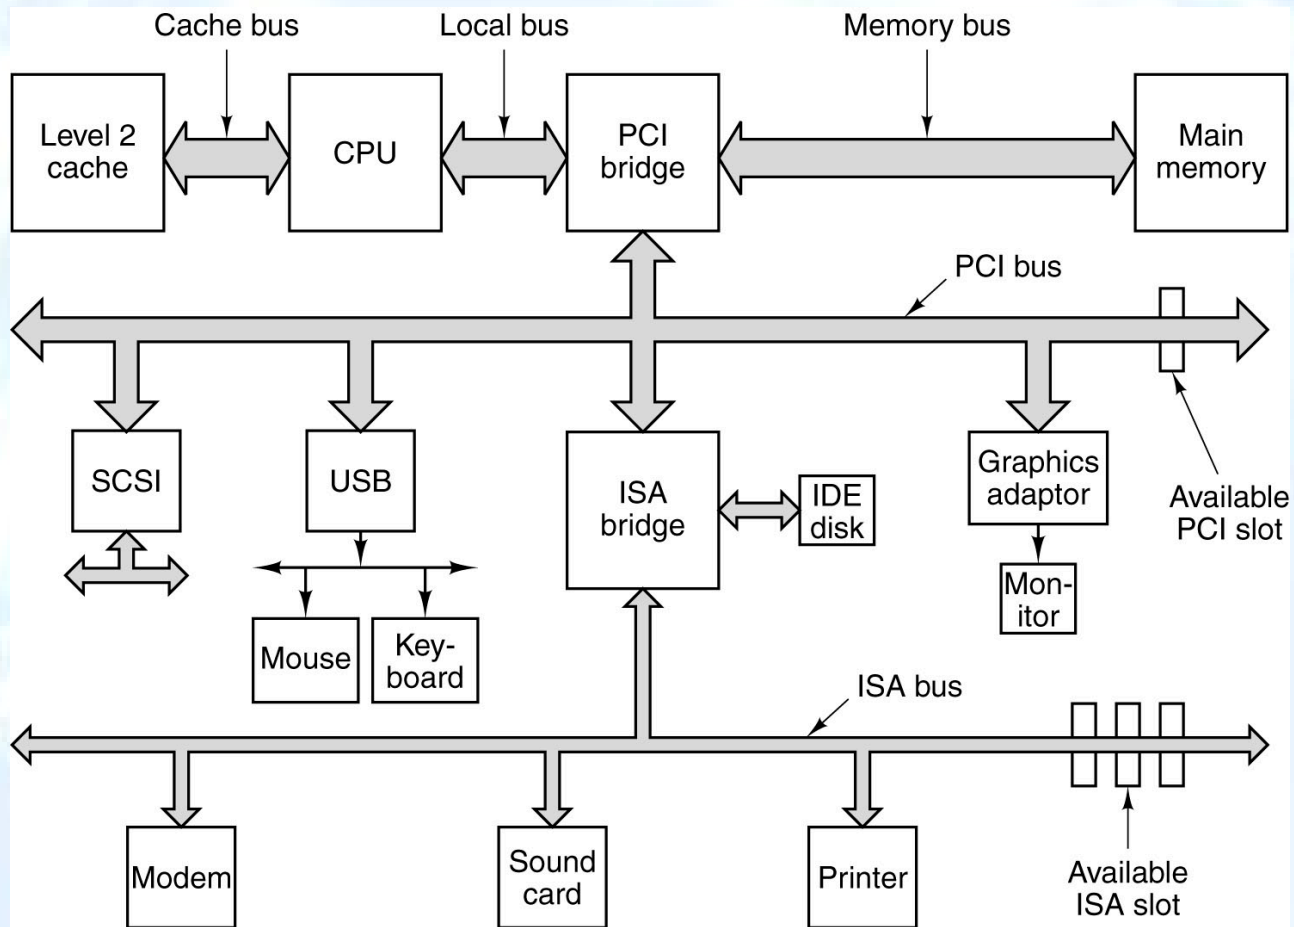 Cache bus
Local bus
Memory bus
Level 2
cache
CPU
PCI
bridge
Main
memory
PCI bus
SCSI
USB
ISA
bridge
IDE
disk
Graphics
adaptor
Available
PCI slot
Mon-
itor
Mouse
Key-
board
ISA bus
Modem
Sound
card
Printer
Available
ISA slot